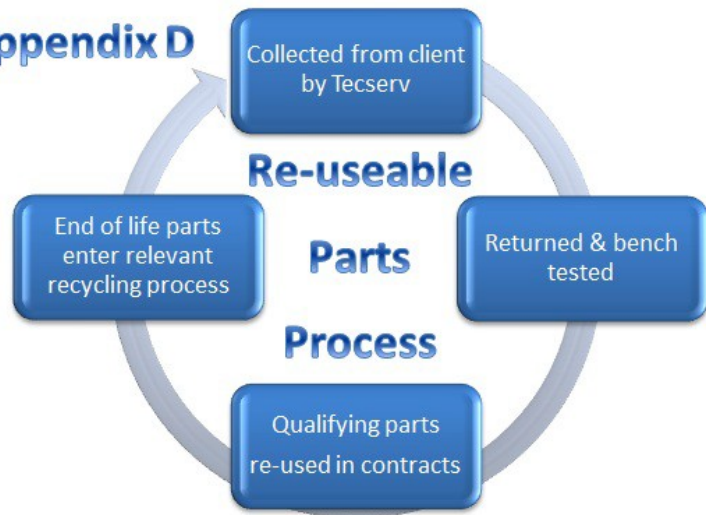 ppendix D
Collected from client
by Tecserv
Re-useable
Parts
Process
Returned & bench
tested
Qualifying parts
re-used in contracts
End of life parts
enter relevant
recycling process